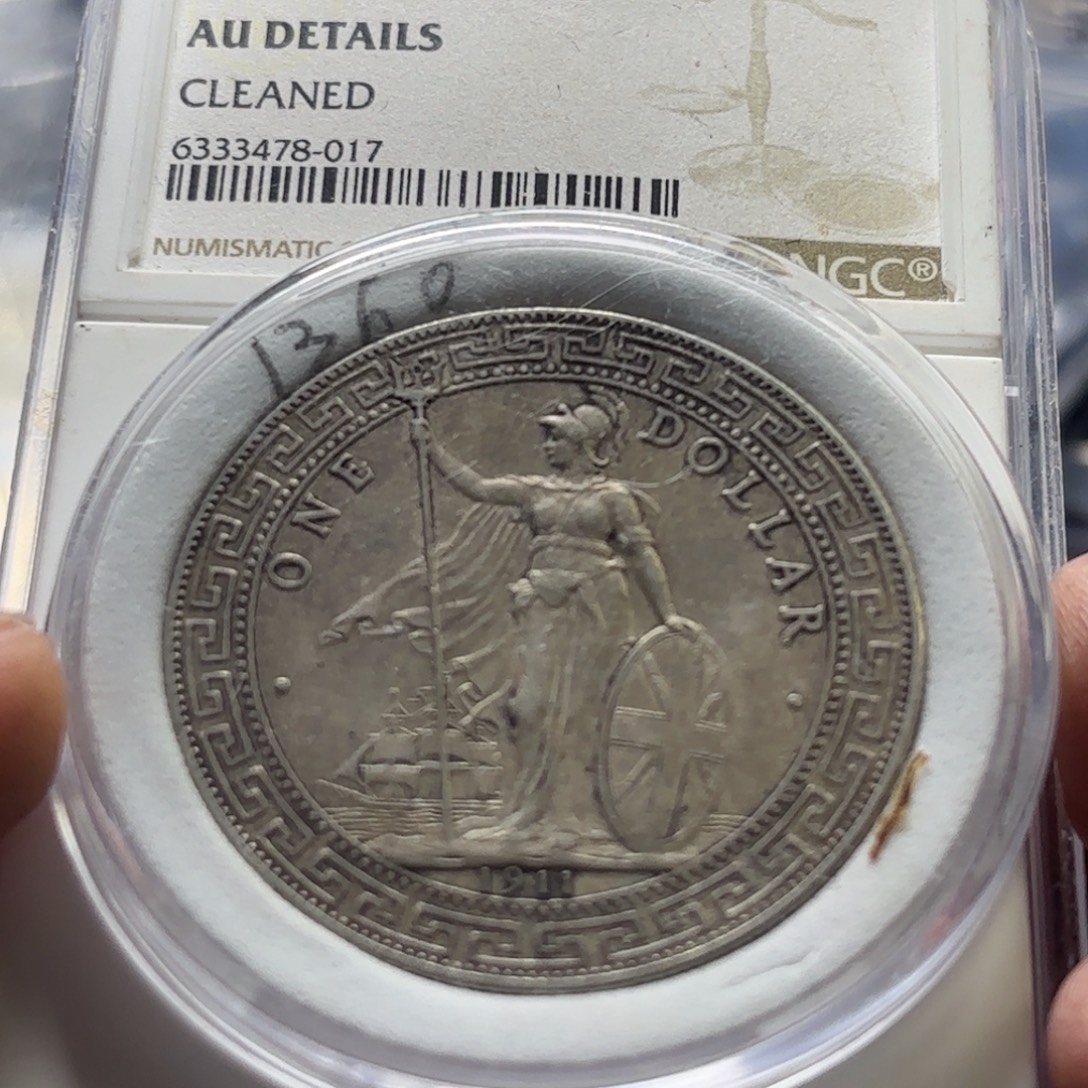 AU DETAILS
CLEANED
6333478-017
NUMISMATIC
NGC®
1360
ONE DOLLAR
1911